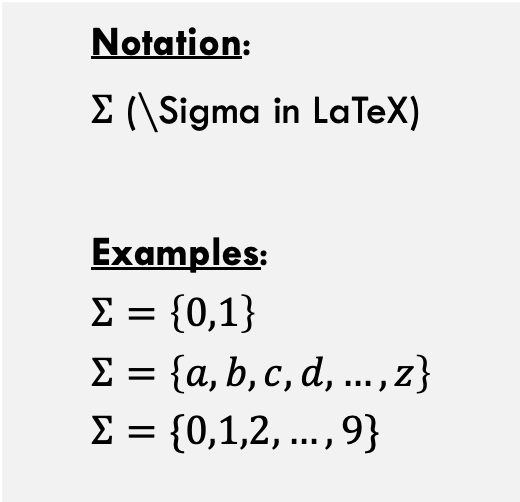 Notation:
Σ (\Sigma in LaTeX)
Examples:
Σ = {0,1}
Σ = {a, b, c, d, … , z}
Σ = {0,1,2, … , 9}